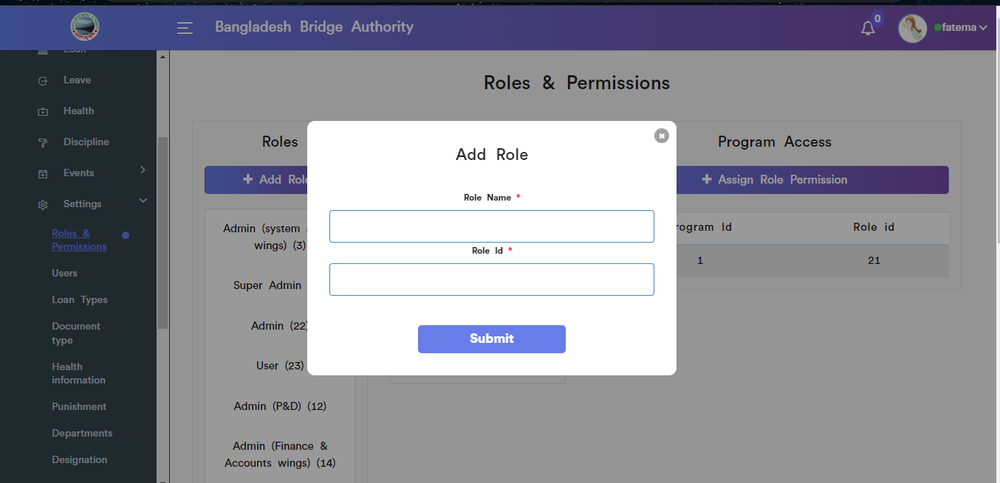 Bangladesh Bridge Authority
0
fatema
Loan
Leave
Health
Discipline
Events
Settings
Roles &
Permissions
Users
Loan Types
Document
type
Health
information
Punishment
Departments
Designation
Roles & Permissions
Roles
Add Role
Admin (system
wings) (3)
Super Admin
Admin (22)
User (23)
Admin (P&D) (12)
Admin (Finance &
Accounts wings) (14)
Add Role
Role Name *
Role Id *
Submit
Program Access
Assign Role Permission
rogram Id
Role id
1
21